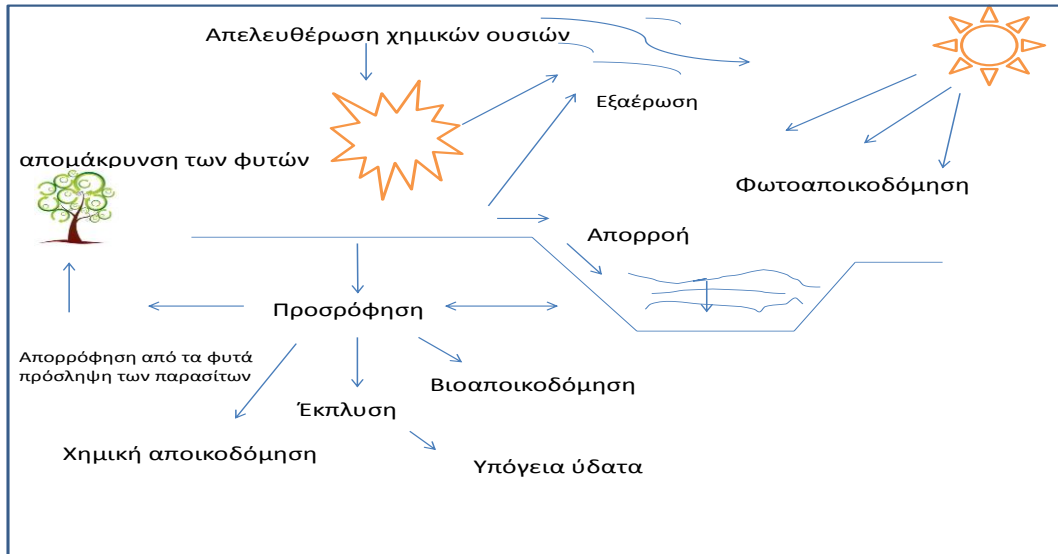 Απελευθέρωση χημικών ουσιών
Εξαέρωση
απομάκρυνση των φυτών
Φωτοαποικοδόμηση
Απορροή
Προσρόφηση
Απορρόφηση από τα φυτά
πρόσληψη των παρασίτων
Βιοαποικοδόμηση
Έκπλυση
Χημική αποικοδόμηση
Υπόγεια ύδατα